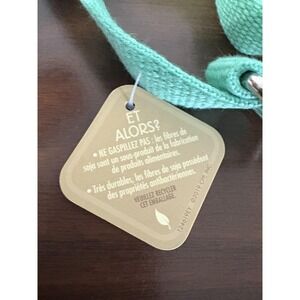 ET
ALORS?
• NE GASPILLEZ PAS : les fibres de
soja sont un sous-produit de la fabrication
de produits alimentaires.
• Très durables, les fibres de soja possèdent
des propriétés antibactériennes.
VEUILLEZ RECYCLER
CET EMBALLAGE.